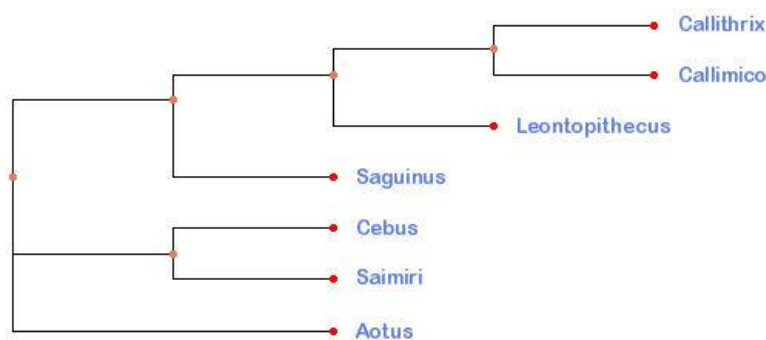 Callithrix
Callimico
Leontopithecus
Saguinus
Cebus
Saimiri
Aotus